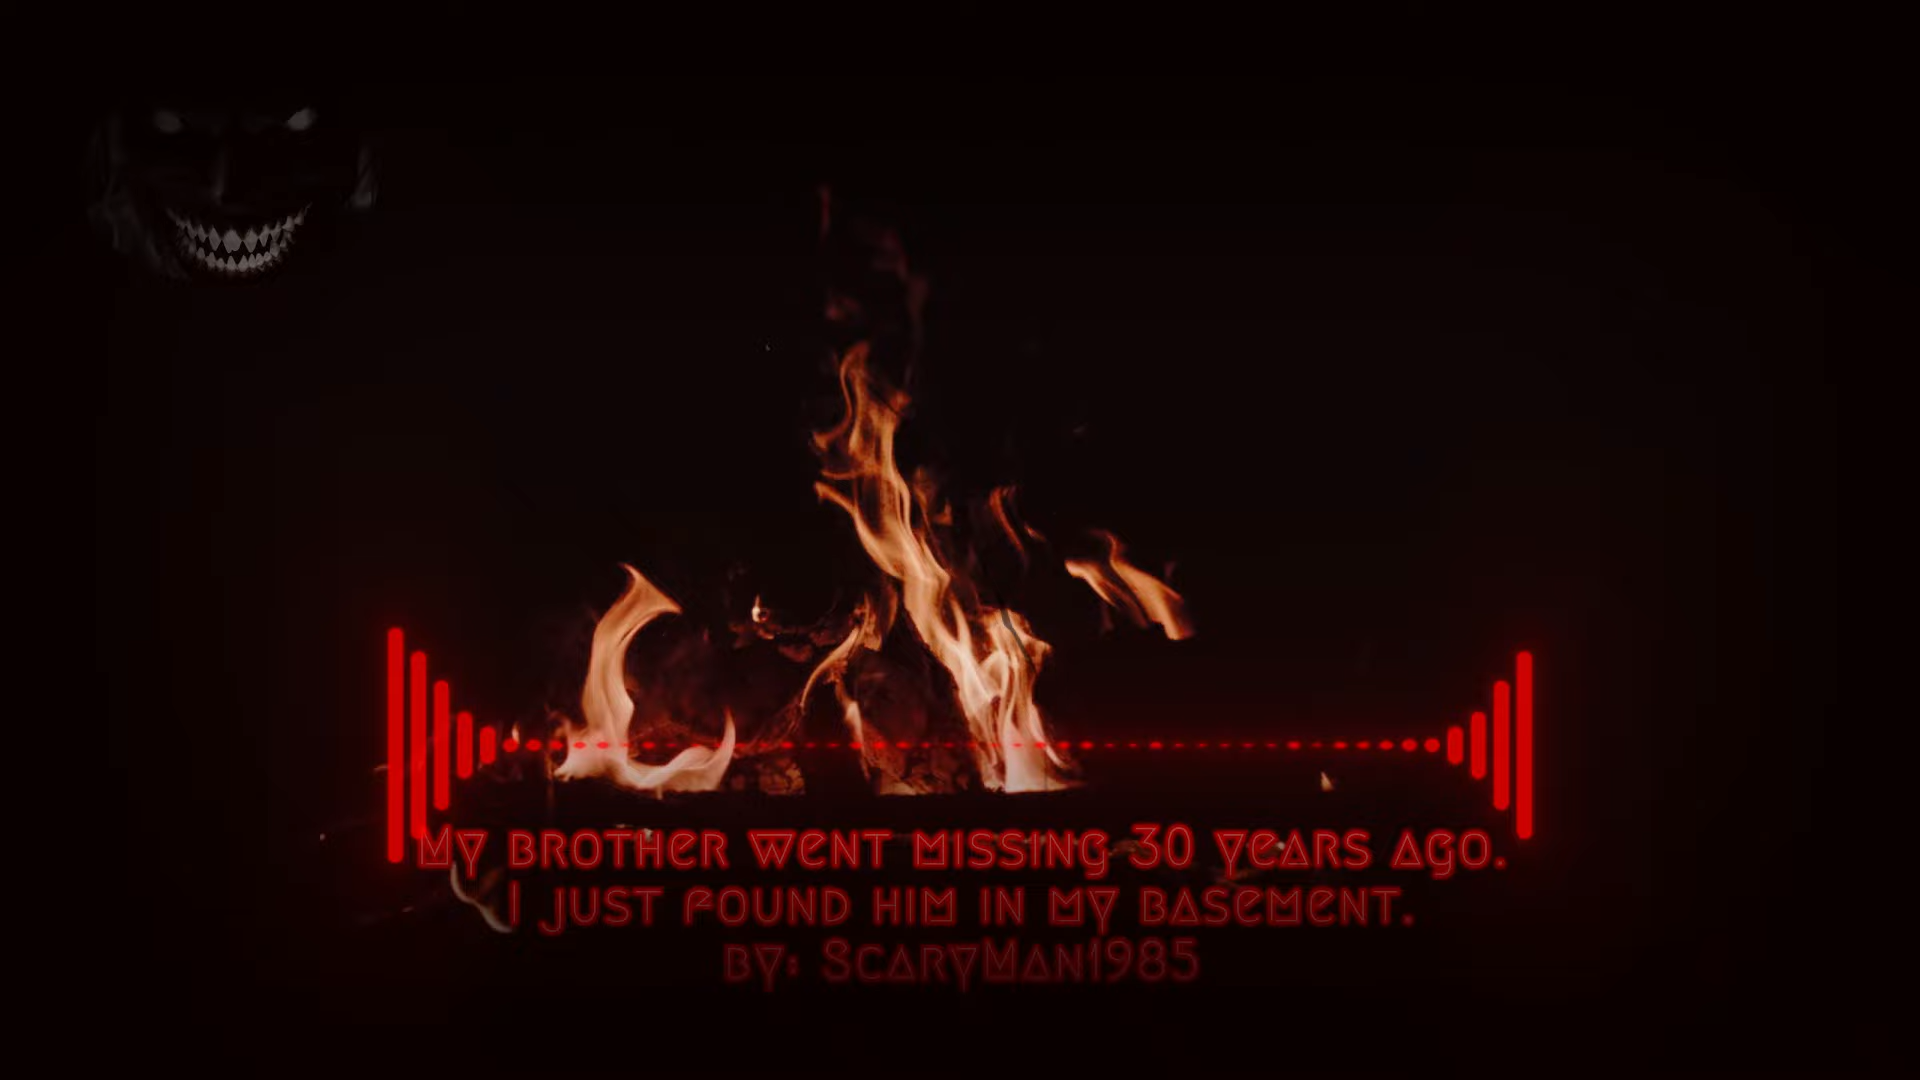 My brother went missing 30 years ago.
I just found him in my basement.
by: ScaryMan1985